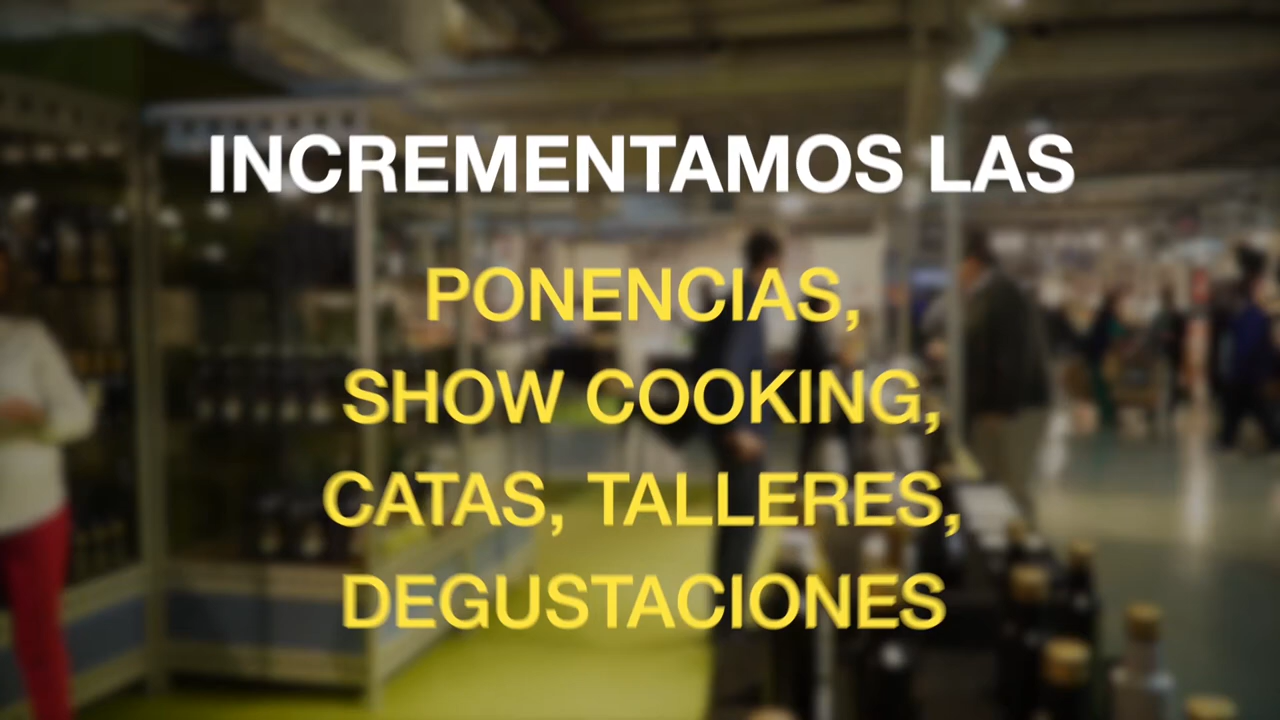 INCREMENTAMOS LAS
PONENCIAS,
SHOW COOKING,
CATAS, TALLERES,
DEGUSTACIONES